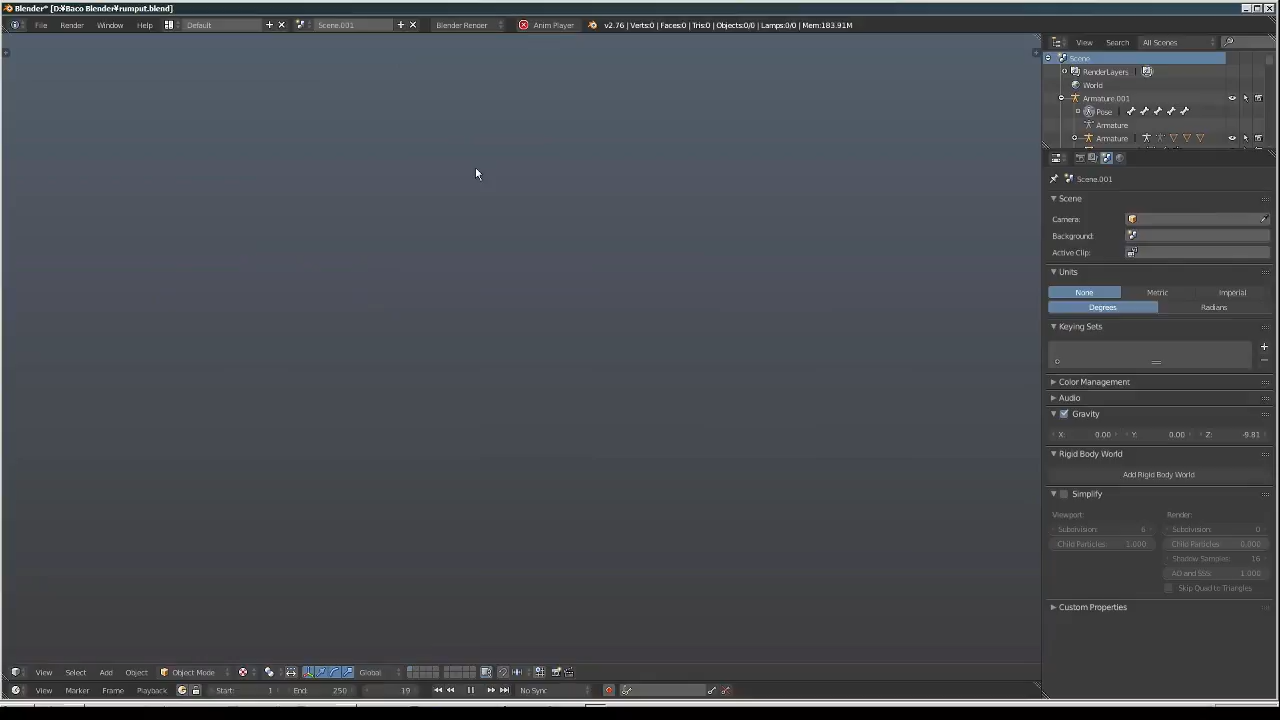 Blender* [D:¥Baco Blender¥rumput.blend]
File Render Window Help Default Scene.001 Blender Render Anim Player v2.76 | Verts:0 | Faces:0 | Tris:0 | Objects:0/0 | Lamps:0/0 | Mem:183.91M
View Search All Scenes
Scene
RenderLayers
World
Armature.001
Pose
Armature
Armature
Scene.001
Scene
Camera:
Background:
Active Clip:
Units
None Metric Imperial
Degrees Radians
Keying Sets
Color Management
Audio
Gravity
X: 0.00 Y: 0.00 Z: -9.81
Rigid Body World
Add Rigid Body World
Simplify
Viewport: Render:
Subdivision: 6 Subdivision: 0
Child Particles: 1.000 Child Particles: 0.000
Shadow Samples: 16
AO and SSS: 1.000
Skip Quad to Triangles
Custom Properties
View Select Add Object Object Mode Global
View Marker Frame Playback Start: 1 End: 250 19 No Sync